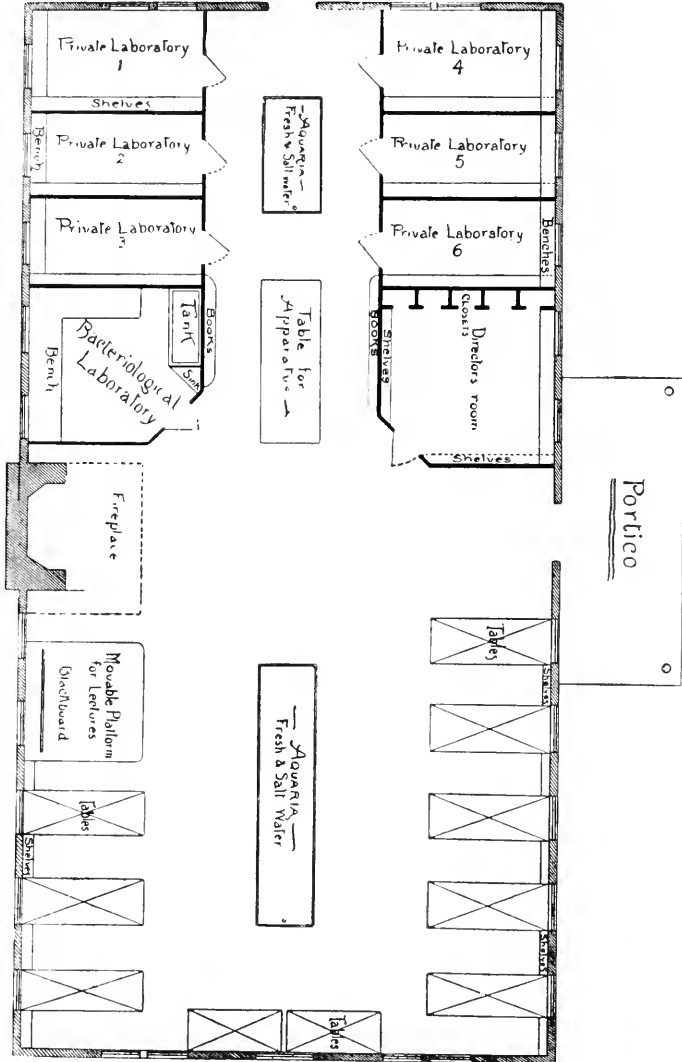 Private Laboratory
1
Shelves
Bench
Private Laboratory
2
Private Laboratory
3
— AQUARIA —
Fresh & Salt water
Private Laboratory
4
Private Laboratory
5
Private Laboratory
6
Benches
Tank
Sink
Books
Bacteriological
Laboratory
Bench
Table for
Apparatus
Books
Shelves
CLOSETS
Directors room
Shelves
Portico
Fireplace
Movable Platform
for Lectures
Blackboard
Tables
Shelves
— AQUARIA —
Fresh & Salt Water
Tables
Shelves
Shelves
Tables